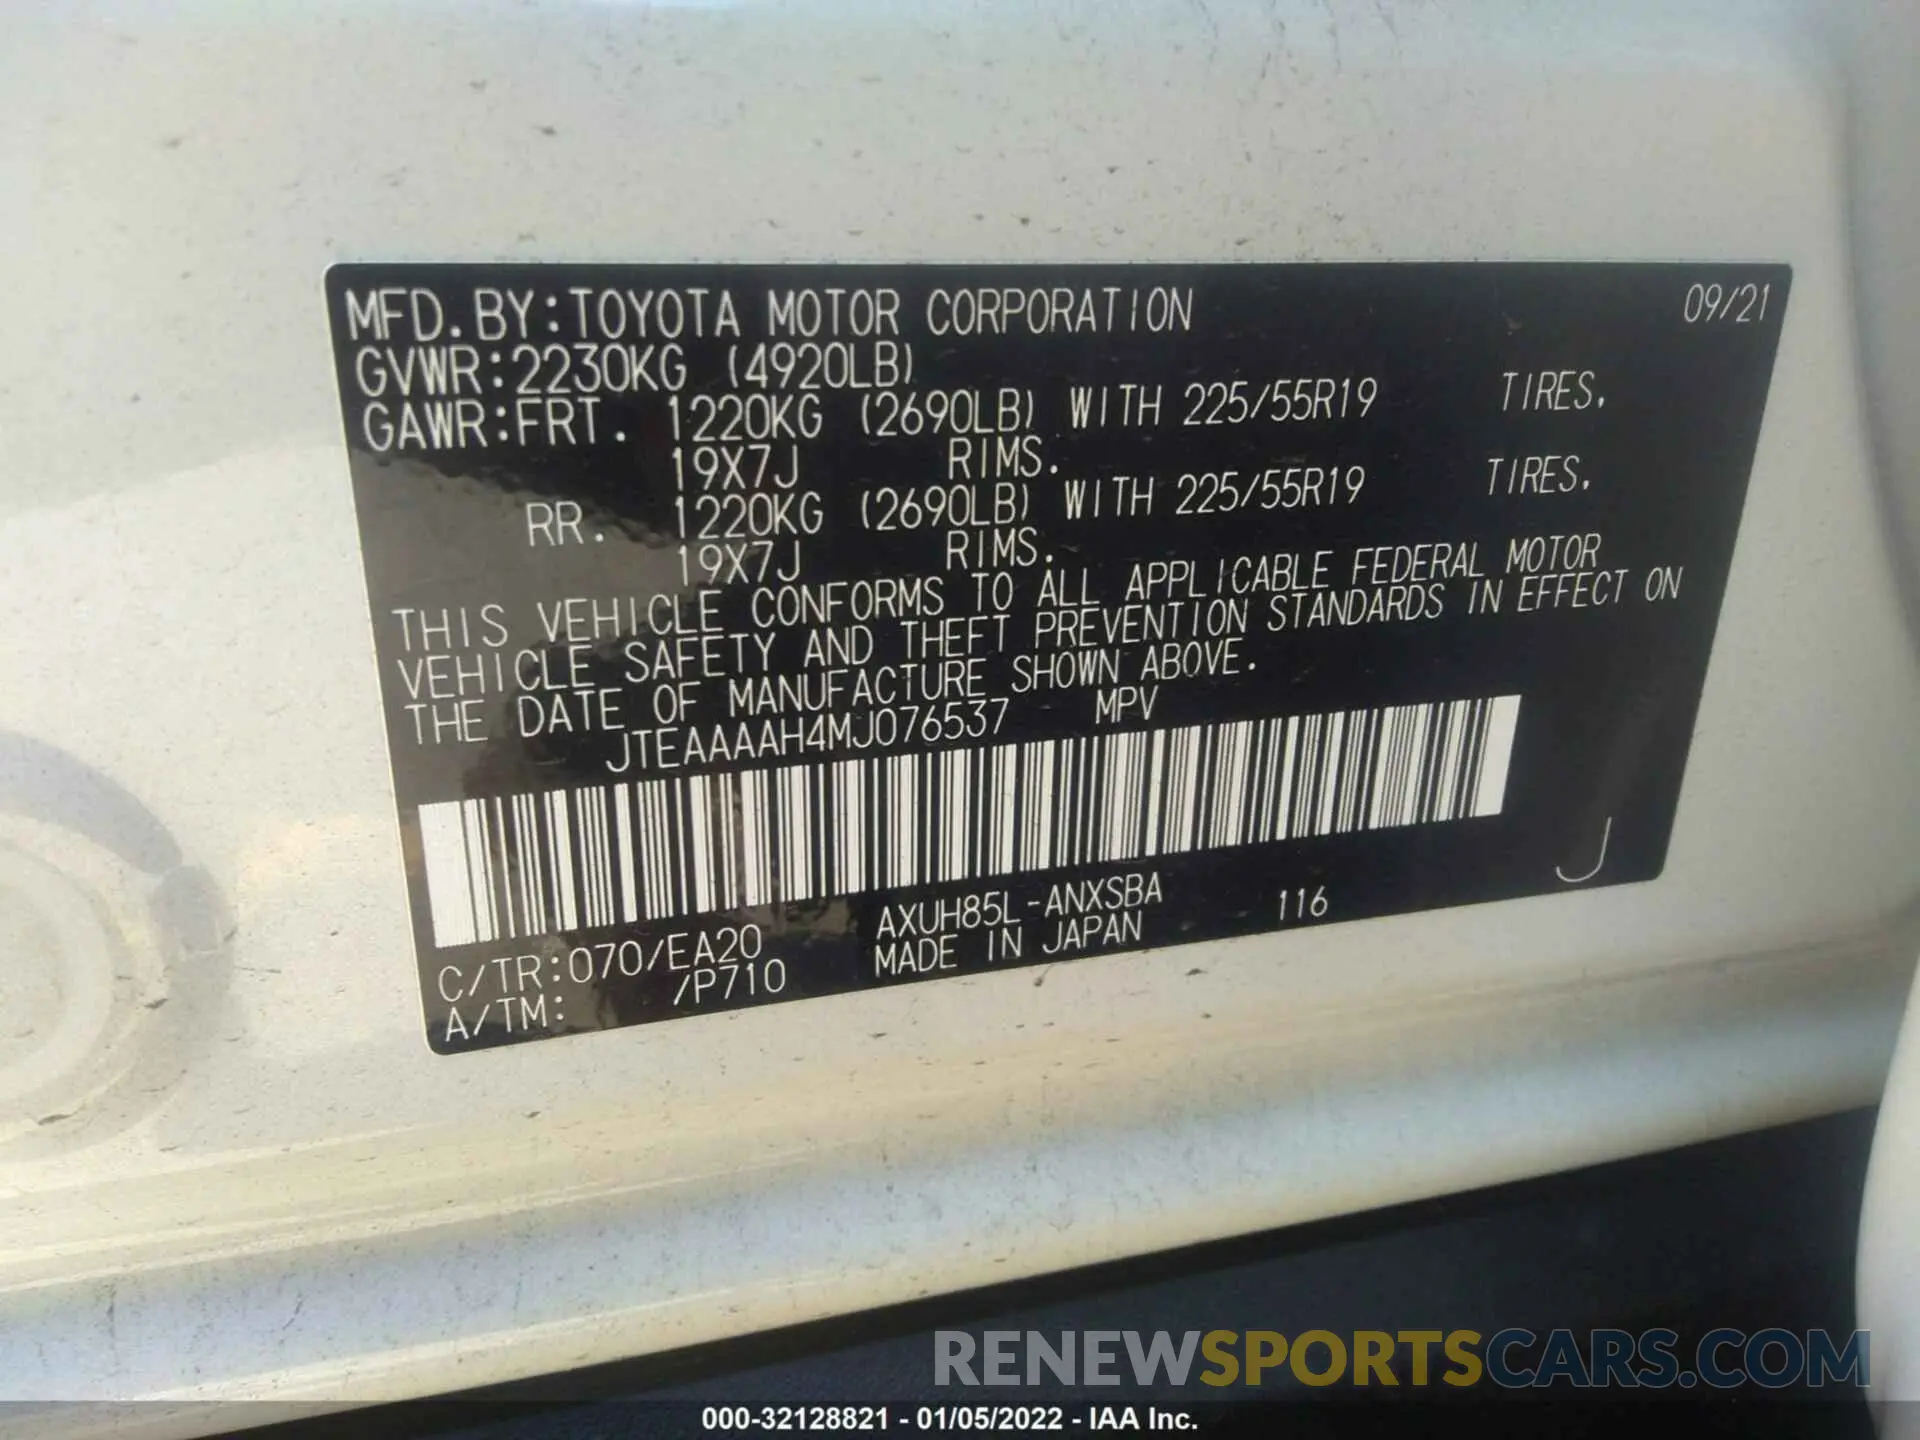 MFD.BY:TOYOTA MOTOR CORPORATION 09/21
GVWR:2230KG (4920LB)
GAWR:FRT. 1220KG (2690LB) WITH 225/55R19 TIRES,
19X7J RIMS.
RR. 1220KG (2690LB) WITH 225/55R19 TIRES,
19X7J RIMS.
THIS VEHICLE CONFORMS TO ALL APPLICABLE FEDERAL MOTOR
VEHICLE SAFETY AND THEFT PREVENTION STANDARDS IN EFFECT ON
THE DATE OF MANUFACTURE SHOWN ABOVE.
JTEAAAAH4MJ076537 MPV
J
C/TR:070/EA20 AXUH85L-ANXSBA 116
A/TM: /P710 MADE IN JAPAN
RENEWSPORTSCARS.COM
000-32128821 - 01/05/2022 - IAA Inc.